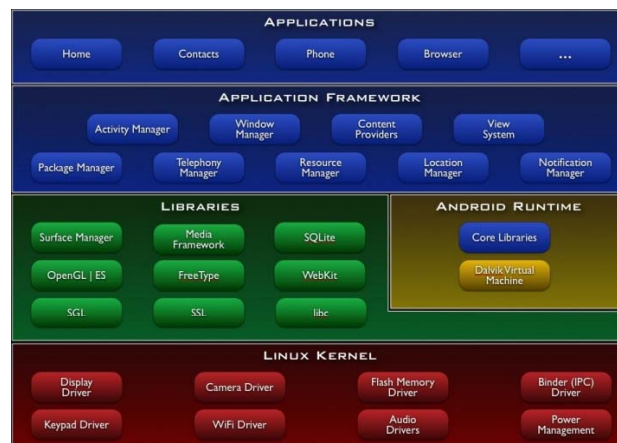 APPLICATIONS
Home Contacts Phone Browser ...
APPLICATION FRAMEWORK
Activity Manager Window Manager Content Providers View System
Package Manager Telephony Manager Resource Manager Location Manager Notification Manager
LIBRARIES
Surface Manager Media Framework SQLite
OpenGL | ES FreeType WebKit
SGL SSL libc
ANDROID RUNTIME
Core Libraries
Dalvik Virtual Machine
LINUX KERNEL
Display Driver Camera Driver Flash Memory Driver Binder (IPC) Driver
Keypad Driver WiFi Driver Audio Drivers Power Management